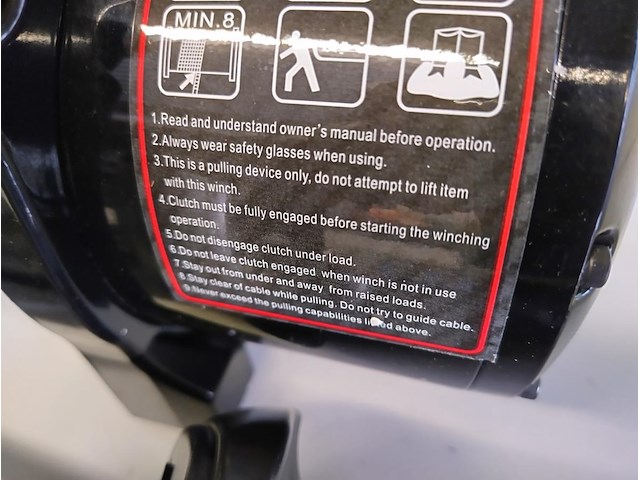 MIN.8
1.Read and understand owner's manual before operation.
2.Always wear safety glasses when using.
3.This is a pulling device only, do not attempt to lift item
with this winch.
4.Clutch must be fully engaged before starting the winching
operation.
5.Do not disengage clutch under load.
6.Do not leave clutch engaged when winch is not in use
7.Stay out from under and away from raised loads.
8.Stay clear of cable while pulling. Do not try to guide cable.
9.Never exceed the pulling capabilities listed above.